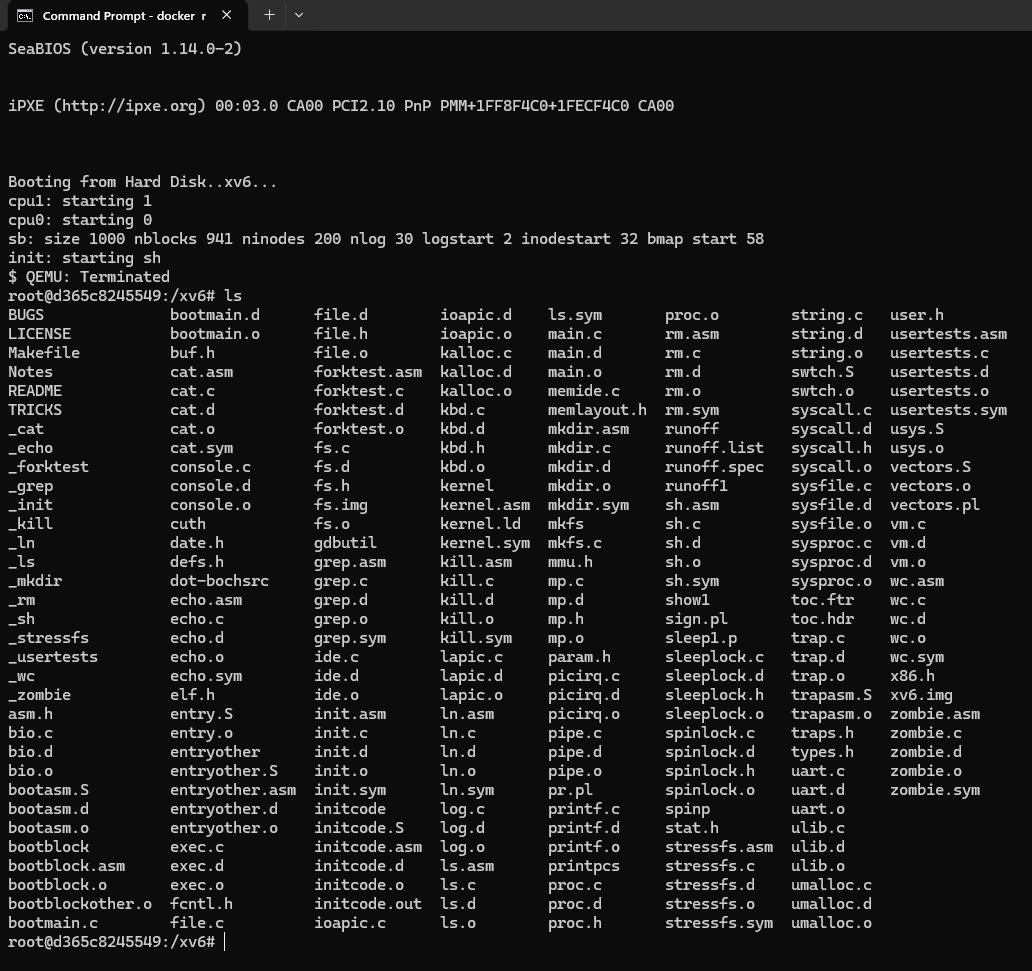 Command Prompt - docker r
SeaBIOS (version 1.14.0-2)
iPXE (http://ipxe.org) 00:03.0 CA00 PCI2.10 PnP PMM+1FF8F4C0+1FECF4C0 CA00
Booting from Hard Disk..xv6...
cpu1: starting 1
cpu0: starting 0
sb: size 1000 nblocks 941 ninodes 200 nlog 30 logstart 2 inodestart 32 bmap start 58
init: starting sh
$ QEMU: Terminated
root@d365c8245549:/xv6# ls
BUGS bootmain.d file.d ioapic.d ls.sym proc.o string.c user.h
LICENSE bootmain.o file.h ioapic.o main.c rm.asm string.d usertests.asm
Makefile buf.h file.o kalloc.c main.d rm.c string.o usertests.c
Notes cat.asm forktest.asm kalloc.d main.o rm.d swtch.S usertests.d
README cat.c forktest.c kalloc.o memide.c rm.o swtch.o usertests.o
TRICKS cat.d forktest.d kbd.c memlayout.h rm.sym syscall.c usertests.sym
_cat cat.o forktest.o kbd.d mkdir.asm runoff syscall.d usys.S
_echo cat.sym fs.c kbd.h mkdir.c runoff.list syscall.h usys.o
_forktest console.c fs.d kbd.o mkdir.d runoff.spec syscall.o vectors.S
_grep console.d fs.h kernel mkdir.o runoff1 sysfile.c vectors.o
_init console.o fs.img kernel.asm mkdir.sym sh.asm sysfile.d vectors.pl
_kill cuth fs.o kernel.ld mkfs sh.c sysfile.o vm.c
_ln date.h gdbutil kernel.sym mkfs.c sh.d sysproc.c vm.d
_ls defs.h grep.asm kill.asm mmu.h sh.o sysproc.d vm.o
_mkdir dot-bochsrc grep.c kill.c mp.c sh.sym sysproc.o wc.asm
_rm echo.asm grep.d kill.d mp.d show1 toc.ftr wc.c
_sh echo.c grep.o kill.o mp.h sign.pl toc.hdr wc.d
_stressfs echo.d grep.sym kill.sym mp.o sleep1.p trap.c wc.o
_usertests echo.o ide.c lapic.c param.h sleeplock.c trap.d wc.sym
_wc echo.sym ide.d lapic.d picirq.c sleeplock.d trap.o x86.h
_zombie elf.h ide.o lapic.o picirq.d sleeplock.h trapasm.S xv6.img
asm.h entry.S init.asm ln.asm picirq.o sleeplock.o trapasm.o zombie.asm
bio.c entry.o init.c ln.c pipe.c spinlock.c traps.h zombie.c
bio.d entryother init.d ln.d pipe.d spinlock.d types.h zombie.d
bio.o entryother.S init.o ln.o pipe.o spinlock.h uart.c zombie.o
bootasm.S entryother.asm init.sym ln.sym pr.pl spinlock.o uart.d zombie.sym
bootasm.d entryother.d initcode log.c printf.c spinp uart.o
bootasm.o entryother.o initcode.S log.d printf.d stat.h ulib.c
bootblock exec.c initcode.asm log.o printf.o stressfs.asm ulib.d
bootblock.asm exec.d initcode.d ls.asm printpcs stressfs.c ulib.o
bootblock.o exec.o initcode.o ls.c proc.c stressfs.d umalloc.c
bootblockother.o fcntl.h initcode.out ls.d proc.d stressfs.o umalloc.d
bootmain.c file.c ioapic.c ls.o proc.h stressfs.sym umalloc.o
root@d365c8245549:/xv6#